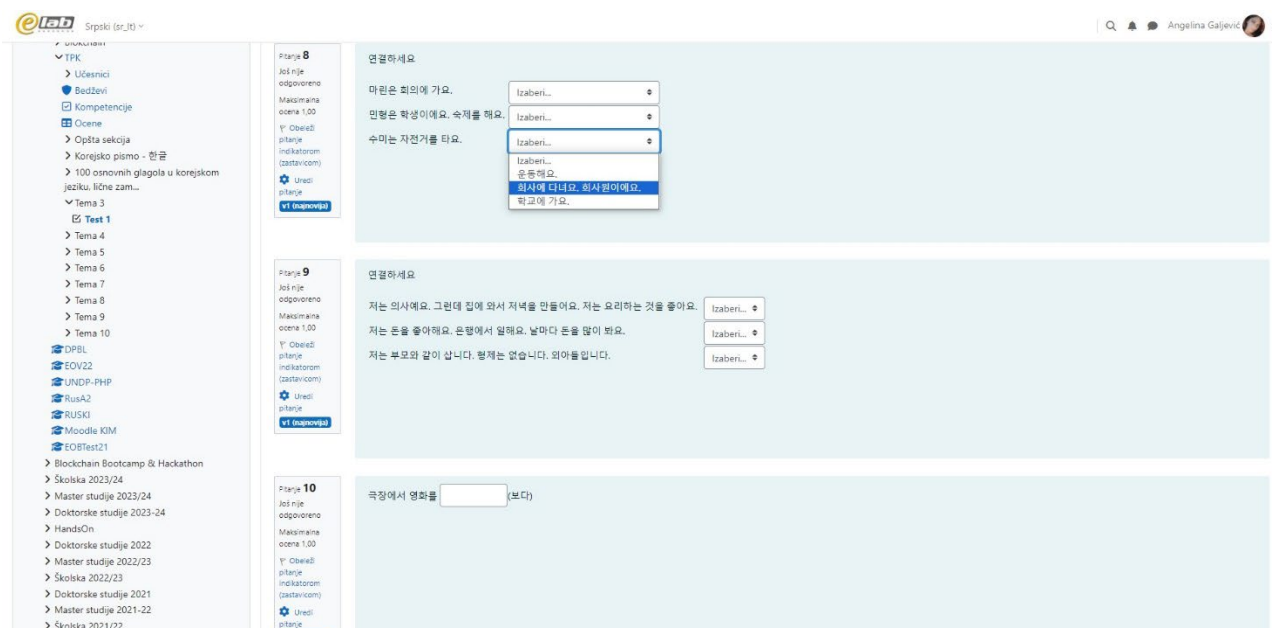 elab
Srpski (sr_lt)
Angelina Galjević
Blokchain
TPK
Učesnici
Bedževi
Kompetencije
Ocene
Opšta sekcija
Korejsko pismo - 한글
100 osnovnih glagola u korejskom
jeziku, lične zam...
Tema 3
Test 1
Tema 4
Tema 5
Tema 6
Tema 7
Tema 8
Tema 9
Tema 10
DPBL
EOV22
UNDP-PHP
RusA2
RUSKI
Moodle KIM
EOBTest21
Blockchain Bootcamp & Hackathon
Školska 2023/24
Master studije 2023/24
Doktorske studije 2023-24
HandsOn
Doktorske studije 2022
Master studije 2022/23
Školska 2022/23
Doktorske studije 2021
Master studije 2021-22
Školska 2021/22
Pitanje 8
Još nije
odgovoreno
Maksimalna
ocena 1,00
Obeleži
pitanje
indikatorom
(zastavicom)
Uredi
pitanje
v1 (najnovija)
연결하세요
마린은 회의에 가요. Izaberi...
민형은 학생이에요. 숙제를 해요. Izaberi...
수미는 자전거를 타요. Izaberi...
Izaberi...
운동해요.
회사에 다녀요. 회사원이에요.
학교에 가요.
Pitanje 9
Još nije
odgovoreno
Maksimalna
ocena 1,00
Obeleži
pitanje
indikatorom
(zastavicom)
Uredi
pitanje
v1 (najnovija)
연결하세요
저는 의사예요. 그런데 집에 와서 저녁을 만들어요. 저는 요리하는 것을 좋아요. Izaberi...
저는 돈을 좋아해요. 은행에서 일해요. 날마다 돈을 많이 봐요. Izaberi...
저는 부모와 같이 삽니다. 형제는 없습니다. 외아들입니다. Izaberi...
Pitanje 10
Još nije
odgovoreno
Maksimalna
ocena 1,00
Obeleži
pitanje
indikatorom
(zastavicom)
Uredi
pitanje
극장에서 영화를 (보다)